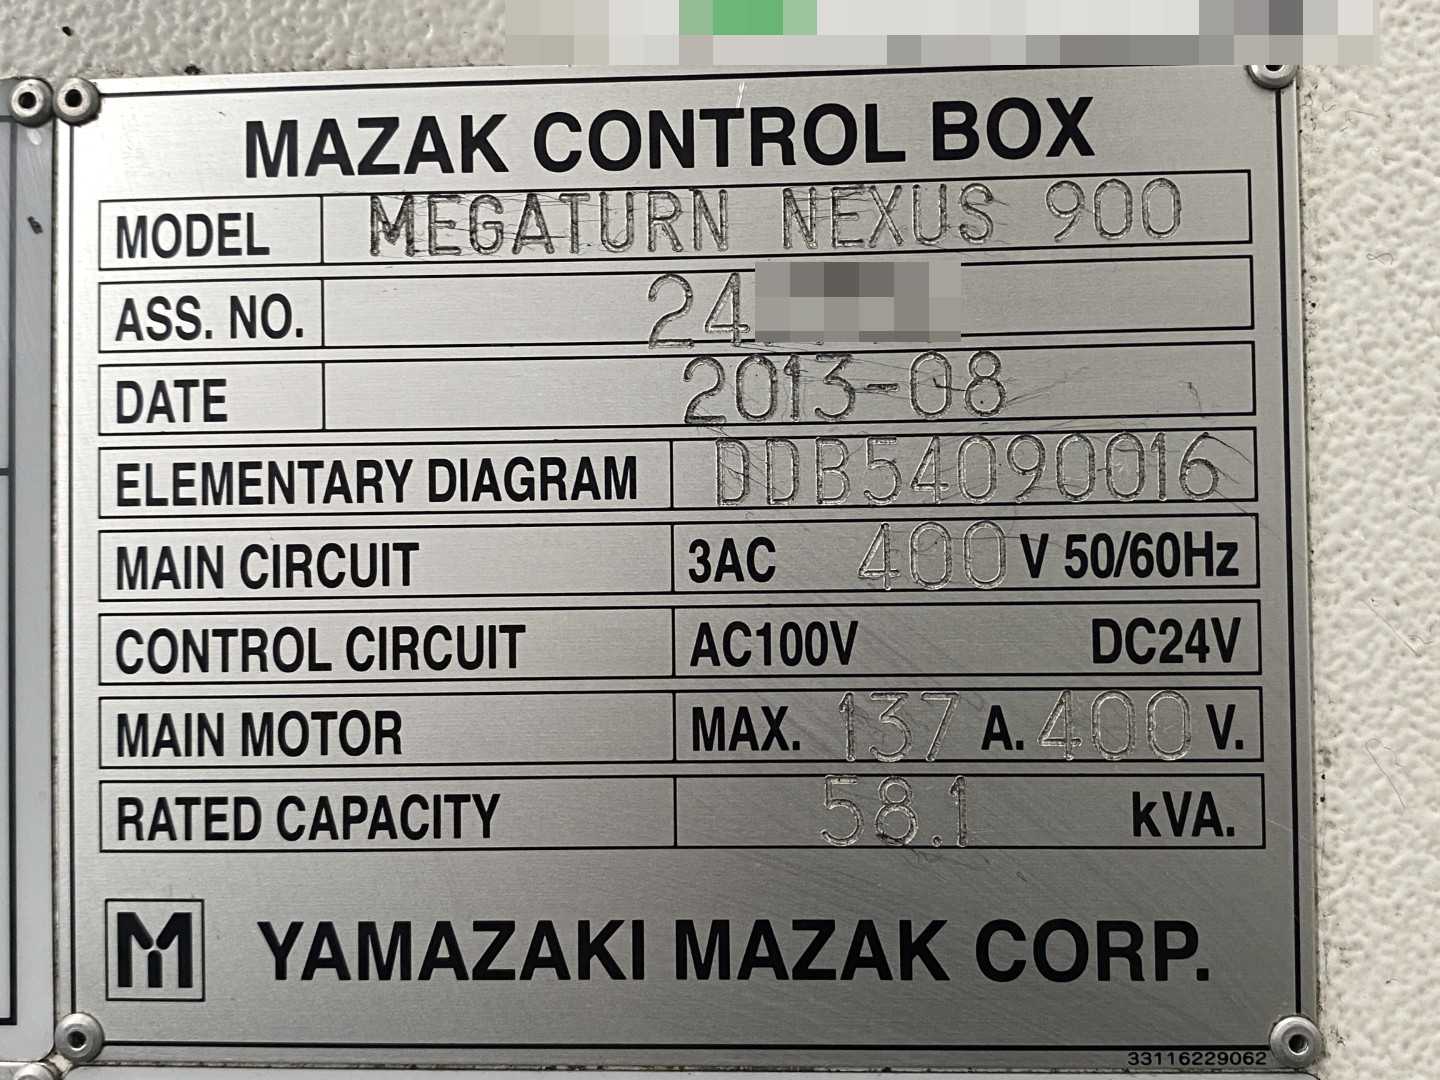 MAZAK CONTROL BOX
MODEL MEGATURN NEXUS 900
ASS. NO. 24
DATE 2013-08
ELEMENTARY DIAGRAM DDB54090016
MAIN CIRCUIT 3AC 400 V 50/60Hz
CONTROL CIRCUIT AC100V DC24V
MAIN MOTOR MAX. 137 A. 400 V.
RATED CAPACITY 58.1 kVA.
YAMAZAKI MAZAK CORP.
33116229062